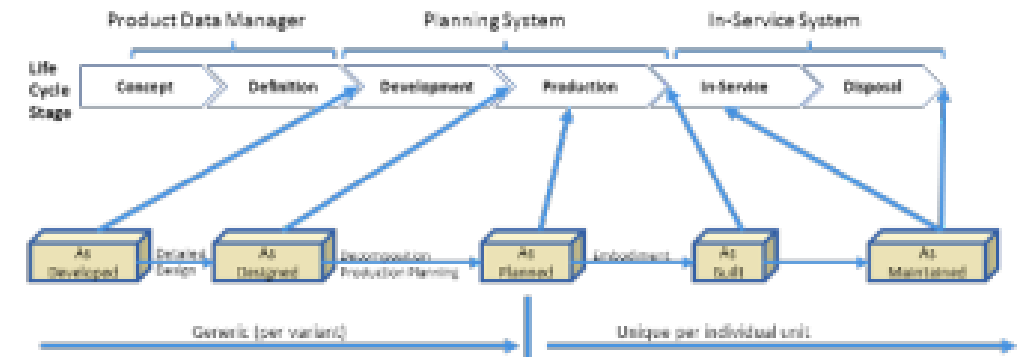 Product Data Manager
Planning System
In-Service System
Life
Cycle
Stage
Concept
Definition
Development
Production
In-Service
Disposal
As
Developed
Detailed
Design
As
Designed
Decomposition
Production Planning
As
Planned
Embodiment
As
Built
As
Maintained
Generic (per variant)
Unique per individual unit